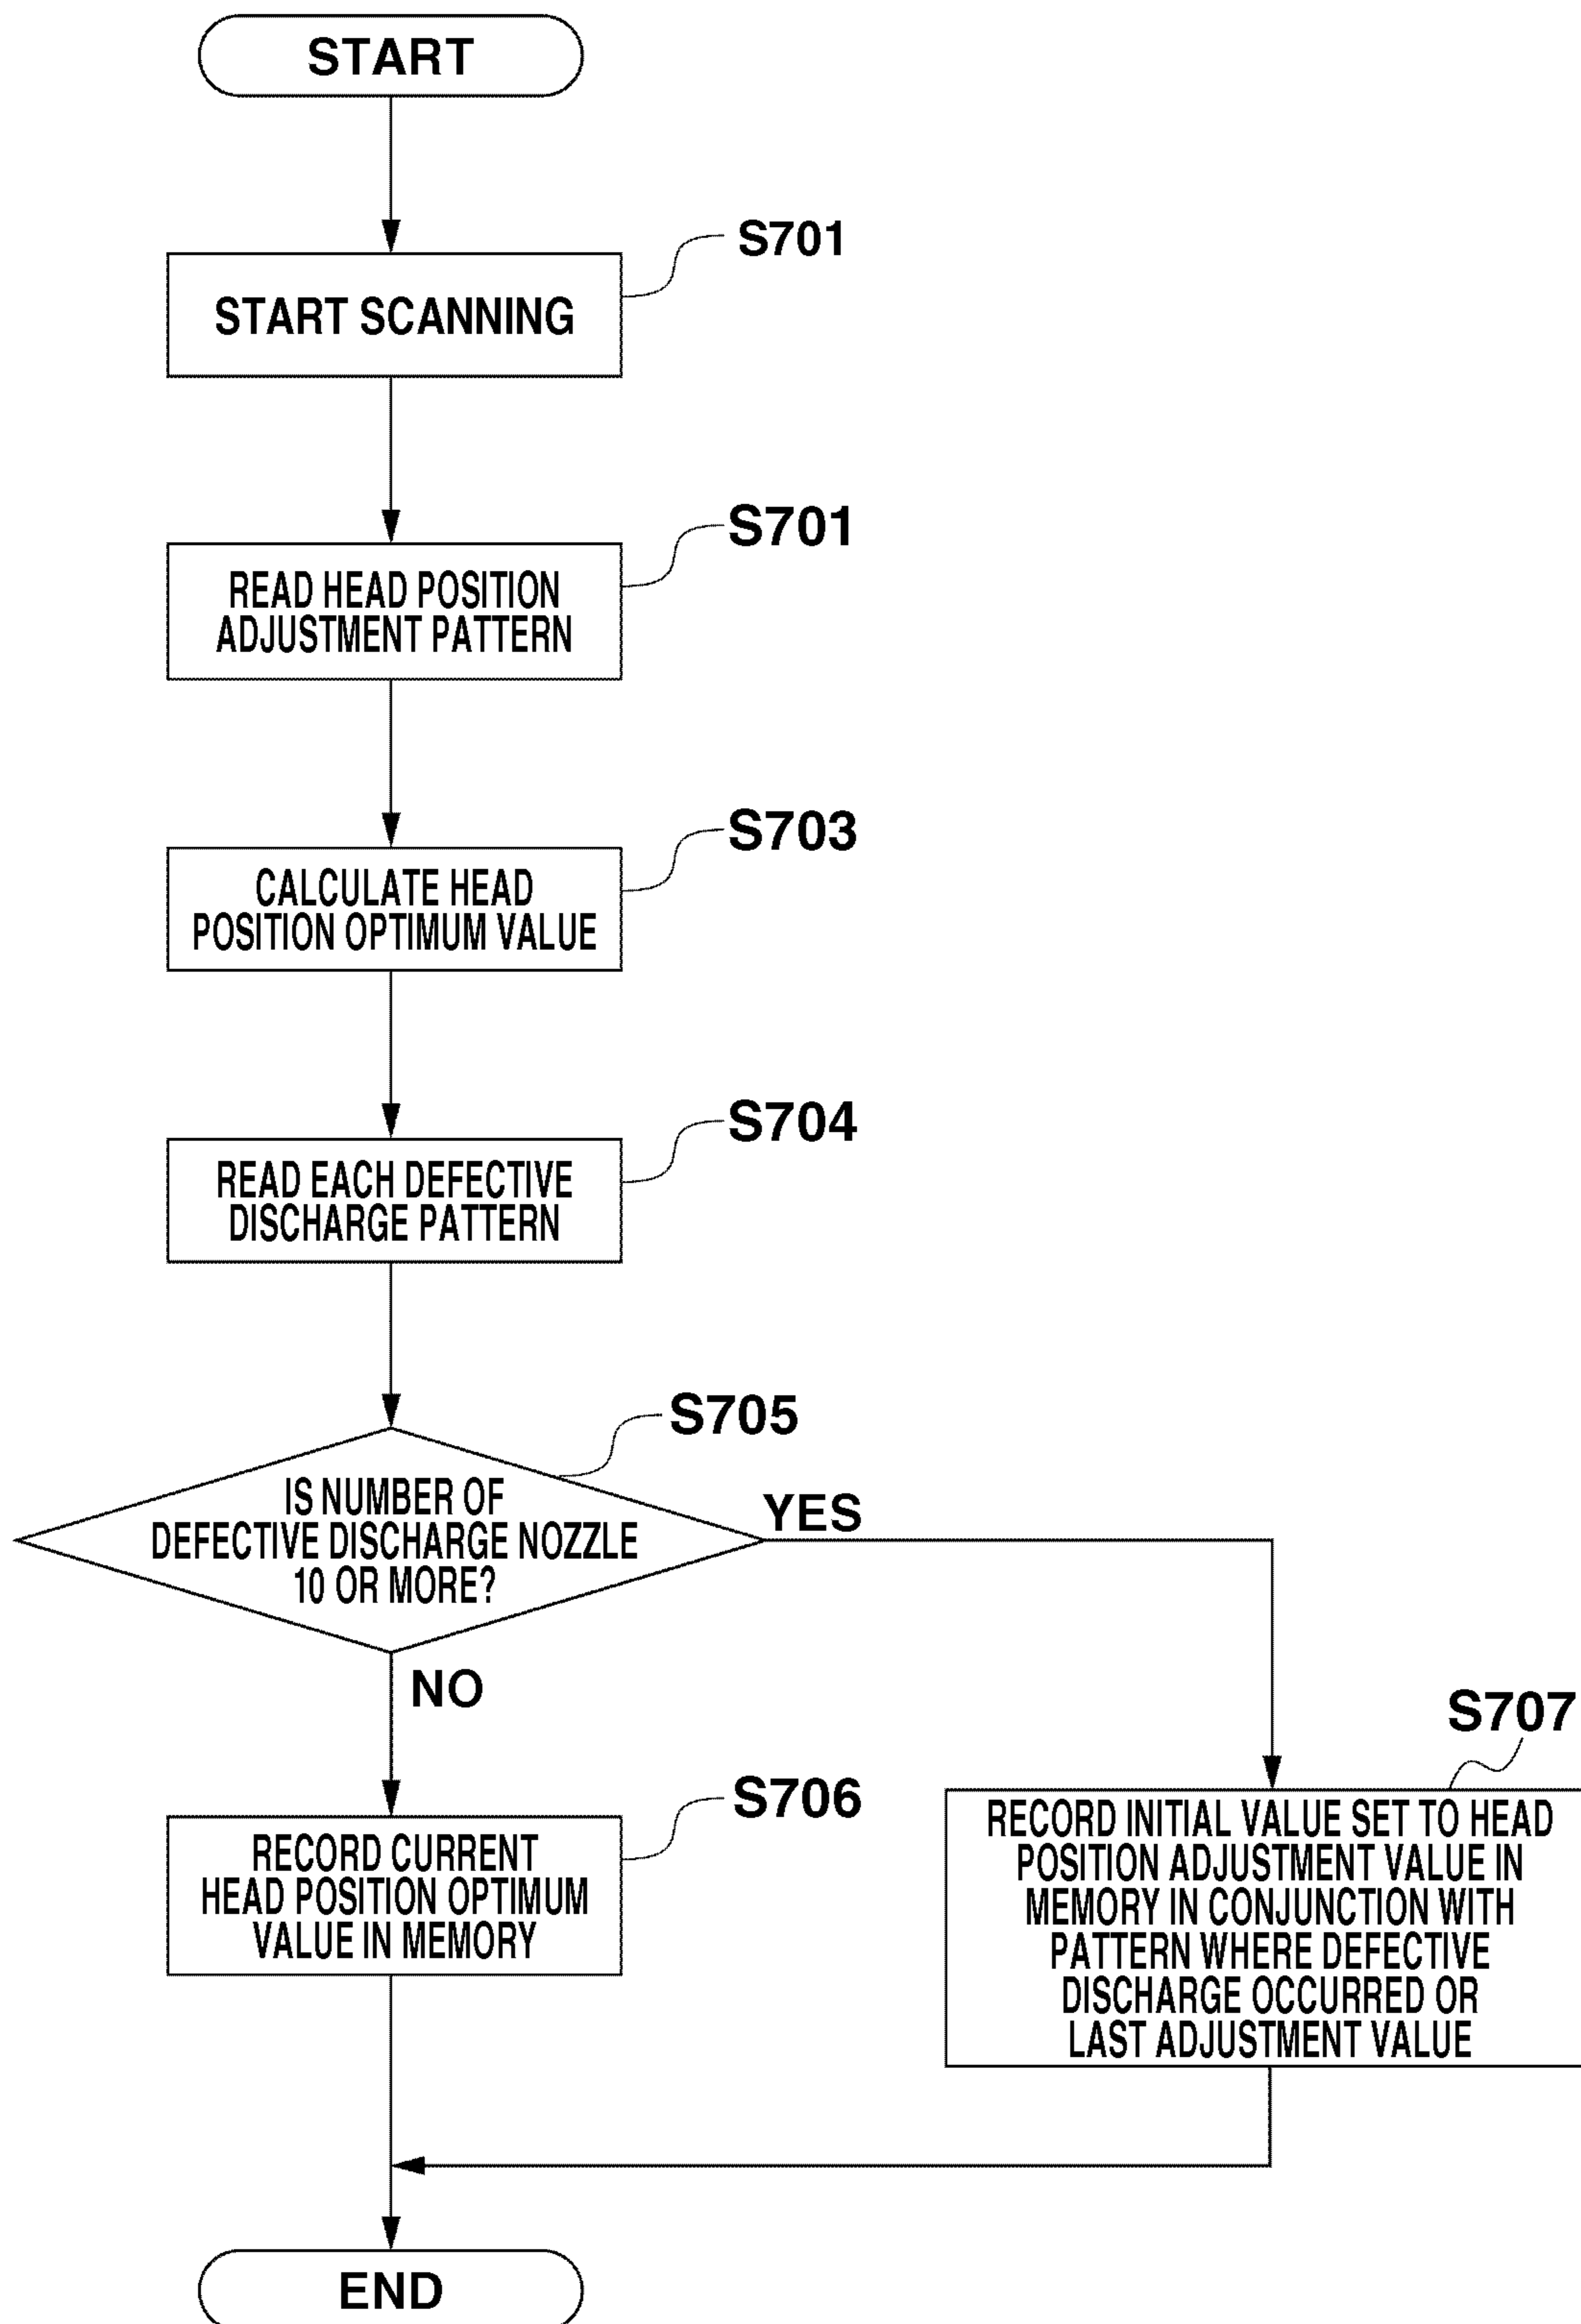 START
S701
START SCANNING
S701
READ HEAD POSITION
ADJUSTMENT PATTERN
S703
CALCULATE HEAD
POSITION OPTIMUM VALUE
S704
READ EACH DEFECTIVE
DISCHARGE PATTERN
S705
IS NUMBER OF
DEFECTIVE DISCHARGE NOZZLE
10 OR MORE?
YES
NO
S706
RECORD CURRENT
HEAD POSITION OPTIMUM
VALUE IN MEMORY
S707
RECORD INITIAL VALUE SET TO HEAD
POSITION ADJUSTMENT VALUE IN
MEMORY IN CONJUNCTION WITH
PATTERN WHERE DEFECTIVE
DISCHARGE OCCURRED OR
LAST ADJUSTMENT VALUE
END